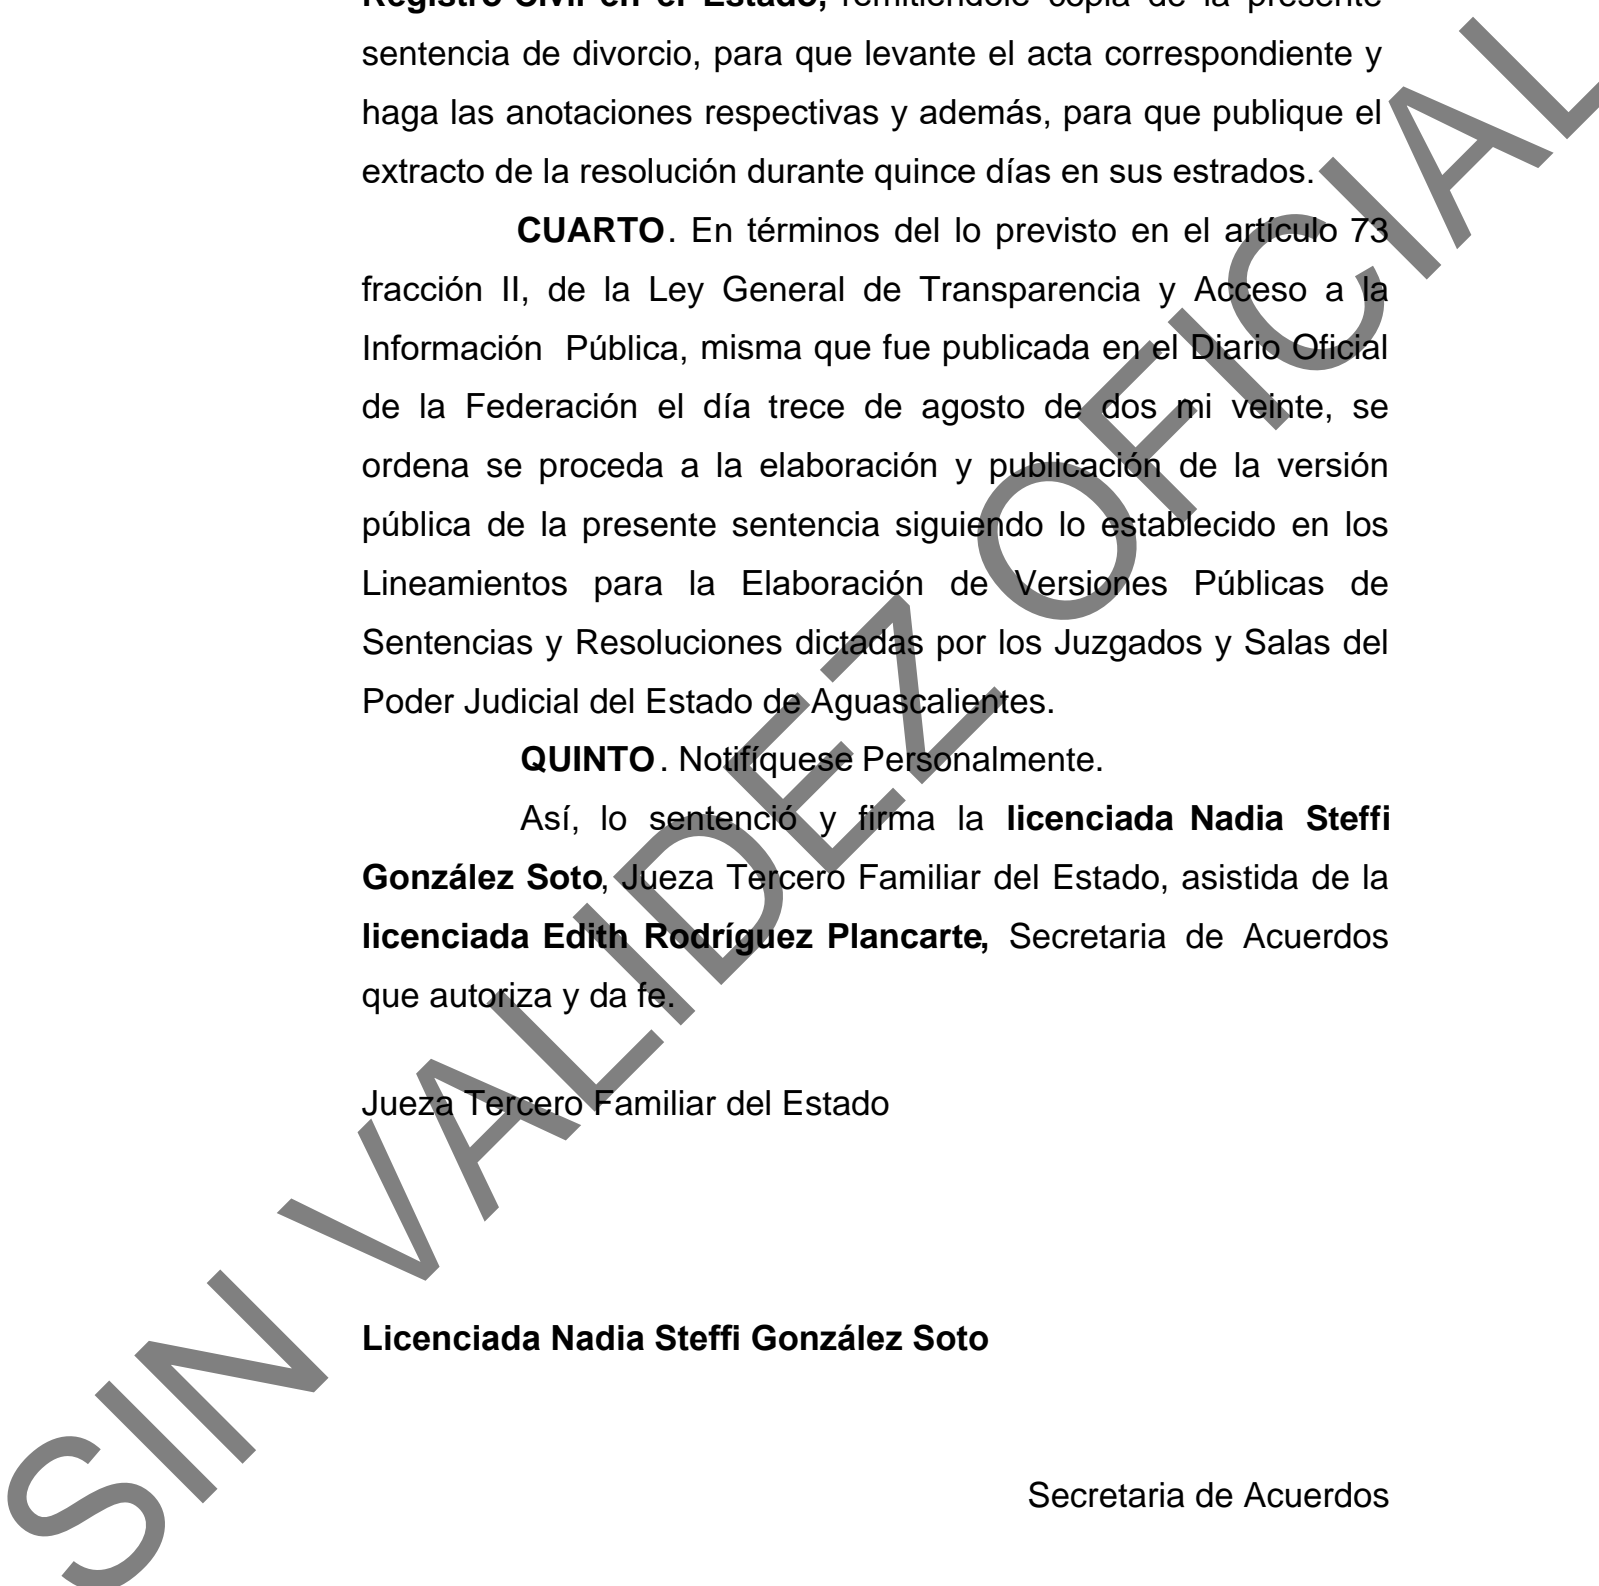 Registro Civil en el Estado, remitiéndole copia de la presente
sentencia de divorcio, para que levante el acta correspondiente y
haga las anotaciones respectivas y además, para que publique el
extracto de la resolución durante quince días en sus estrados.
CUARTO. En términos del lo previsto en el artículo 73
fracción II, de la Ley General de Transparencia y Acceso a la
Información Pública, misma que fue publicada en el Diario Oficial
de la Federación el día trece de agosto de dos mi veinte, se
ordena se proceda a la elaboración y publicación de la versión
pública de la presente sentencia siguiendo lo establecido en los
Lineamientos para la Elaboración de Versiones Públicas de
Sentencias y Resoluciones dictadas por los Juzgados y Salas del
Poder Judicial del Estado de Aguascalientes.
QUINTO. Notifíquese Personalmente.
Así, lo sentenció y firma la licenciada Nadia Steffi
González Soto, Jueza Tercero Familiar del Estado, asistida de la
licenciada Edith Rodríguez Plancarte, Secretaria de Acuerdos
que autoriza y da fe.
Jueza Tercero Familiar del Estado
Licenciada Nadia Steffi González Soto
Secretaria de Acuerdos
SIN VALIDEZ OFICIAL